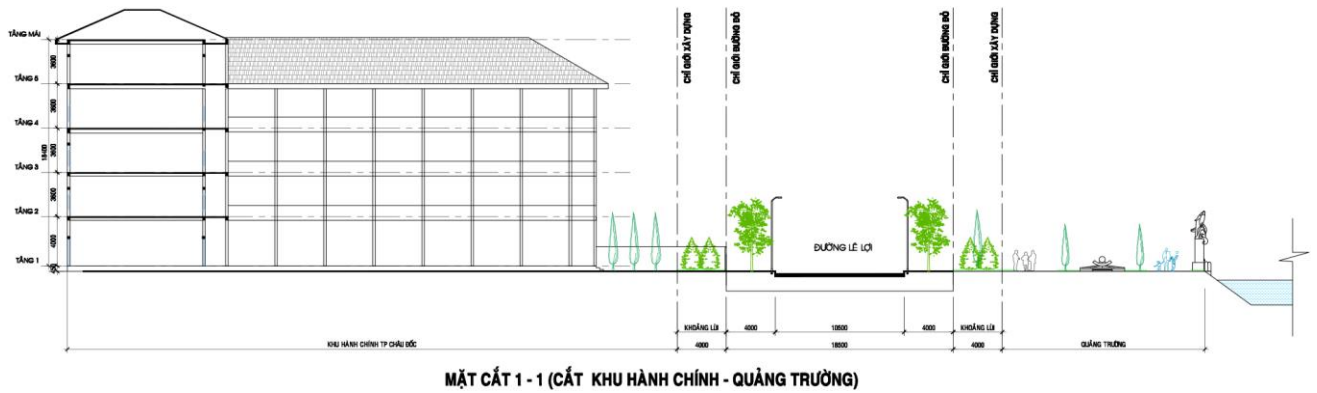 CHỈ GIỚI XÂY DỰNG
CHỈ GIỚI ĐƯỜNG ĐỎ
CHỈ GIỚI ĐƯỜNG ĐỎ
CHỈ GIỚI XÂY DỰNG
TẦNG MÁI
3600
TẦNG 5
3600
TẦNG 4
3600
18400
TẦNG 3
3600
TẦNG 2
4000
TẦNG 1
ĐƯỜNG LÊ LỢI
KHOẢNG LÙI
4000
10500
4000
KHOẢNG LÙI
KHU HÀNH CHÍNH TP CHÂU ĐỐC
4000
18500
4000
QUẢNG TRƯỜNG
MẶT CẮT 1 - 1 (CẮT KHU HÀNH CHÍNH - QUẢNG TRƯỜNG)